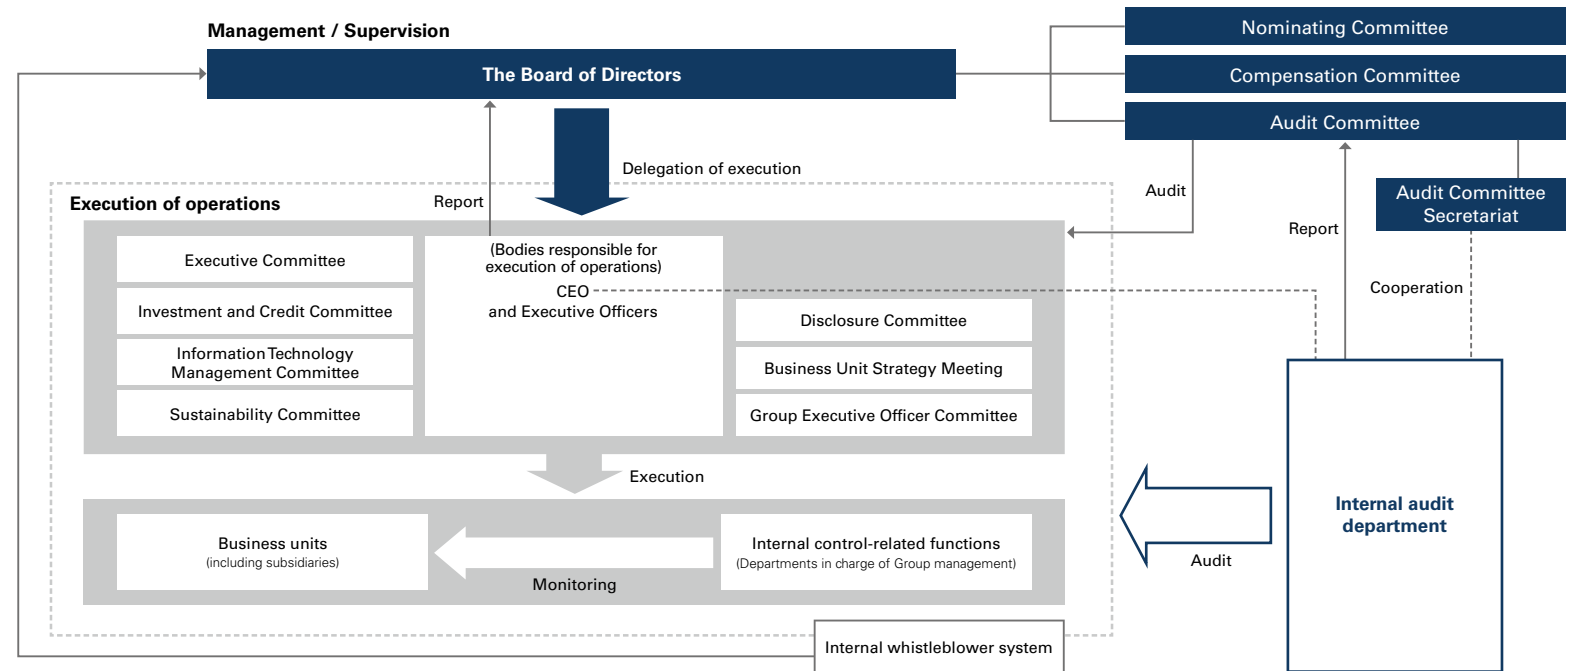 Management / Supervision
The Board of Directors
Nominating Committee
Compensation Committee
Audit Committee
Delegation of execution
Report
Audit
Audit Committee
Secretariat
Report
Cooperation
Execution of operations
Executive Committee
Investment and Credit Committee
Information Technology
Management Committee
Sustainability Committee
(Bodies responsible for
execution of operations)
CEO
and Executive Officers
Disclosure Committee
Business Unit Strategy Meeting
Group Executive Officer Committee
Execution
Business units
(including subsidiaries)
Monitoring
Internal control-related functions
(Departments in charge of Group management)
Audit
Internal audit
department
Internal whistleblower system